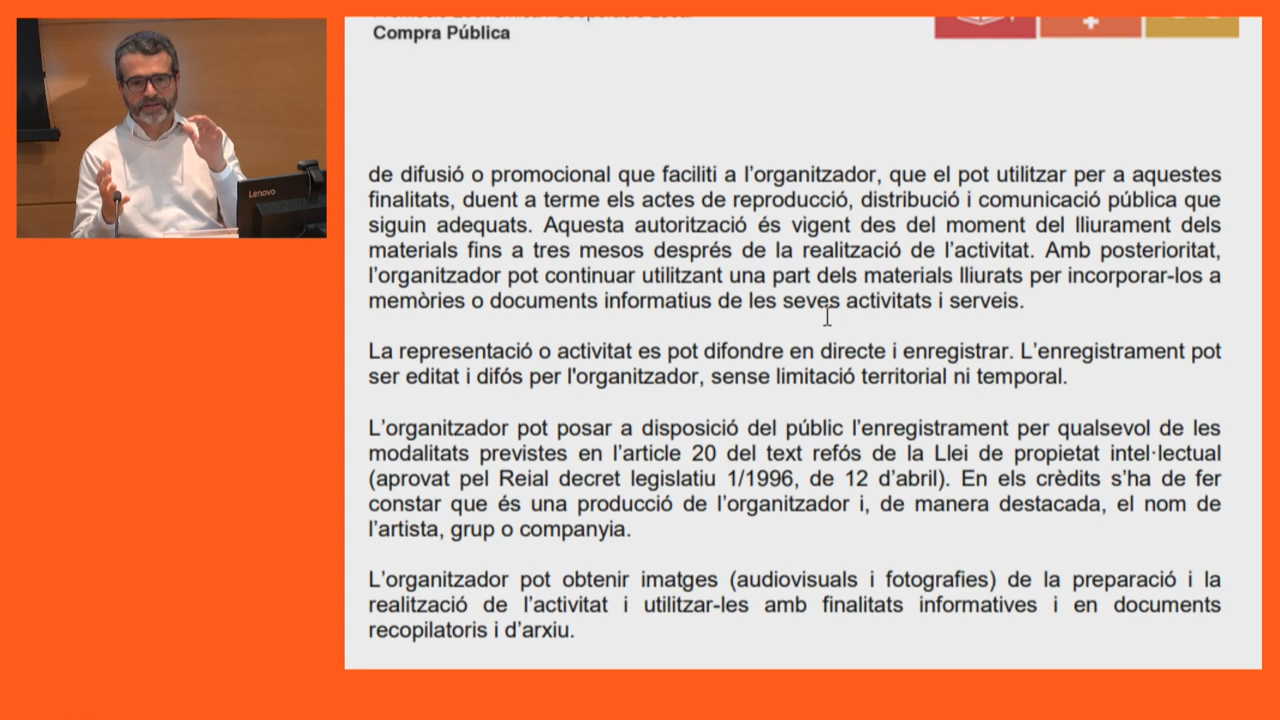 Compra Pública
Lenovo
de difusió o promocional que faciliti a l’organitzador, que el pot utilitzar per a aquestes
finalitats, duent a terme els actes de reproducció, distribució i comunicació pública que
siguin adequats. Aquesta autorització és vigent des del moment del lliurament dels
materials fins a tres mesos després de la realització de l’activitat. Amb posterioritat,
l’organitzador pot continuar utilitzant una part dels materials lliurats per incorporar-los a
memòries o documents informatius de les seves activitats i serveis.
La representació o activitat es pot difondre en directe i enregistrar. L’enregistrament pot
ser editat i difós per l'organitzador, sense limitació territorial ni temporal.
L’organitzador pot posar a disposició del públic l’enregistrament per qualsevol de les
modalitats previstes en l’article 20 del text refós de la Llei de propietat intel·lectual
(aprovat pel Reial decret legislatiu 1/1996, de 12 d’abril). En els crèdits s’ha de fer
constar que és una producció de l’organitzador i, de manera destacada, el nom de
l’artista, grup o companyia.
L’organitzador pot obtenir imatges (audiovisuals i fotografies) de la preparació i la
realització de l’activitat i utilitzar-les amb finalitats informatives i en documents
recopilatoris i d’arxiu.